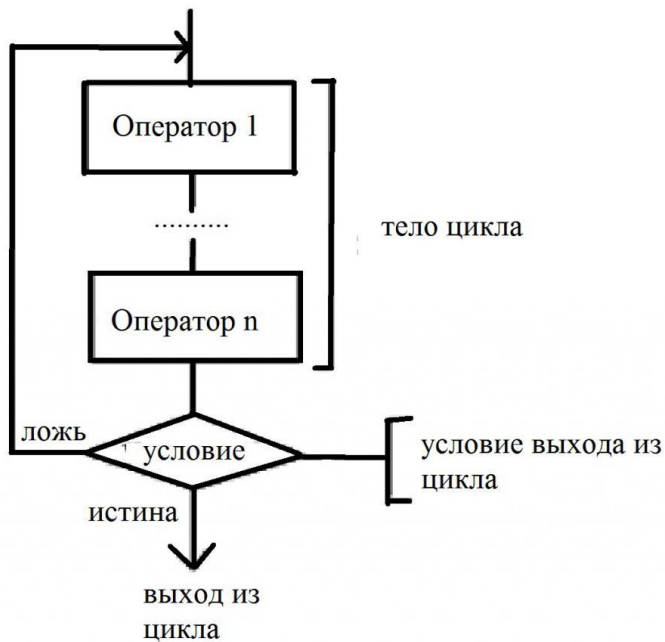 Оператор 1
..........
тело цикла
Оператор n
ложь
условие
условие выхода из
цикла
истина
выход из
цикла